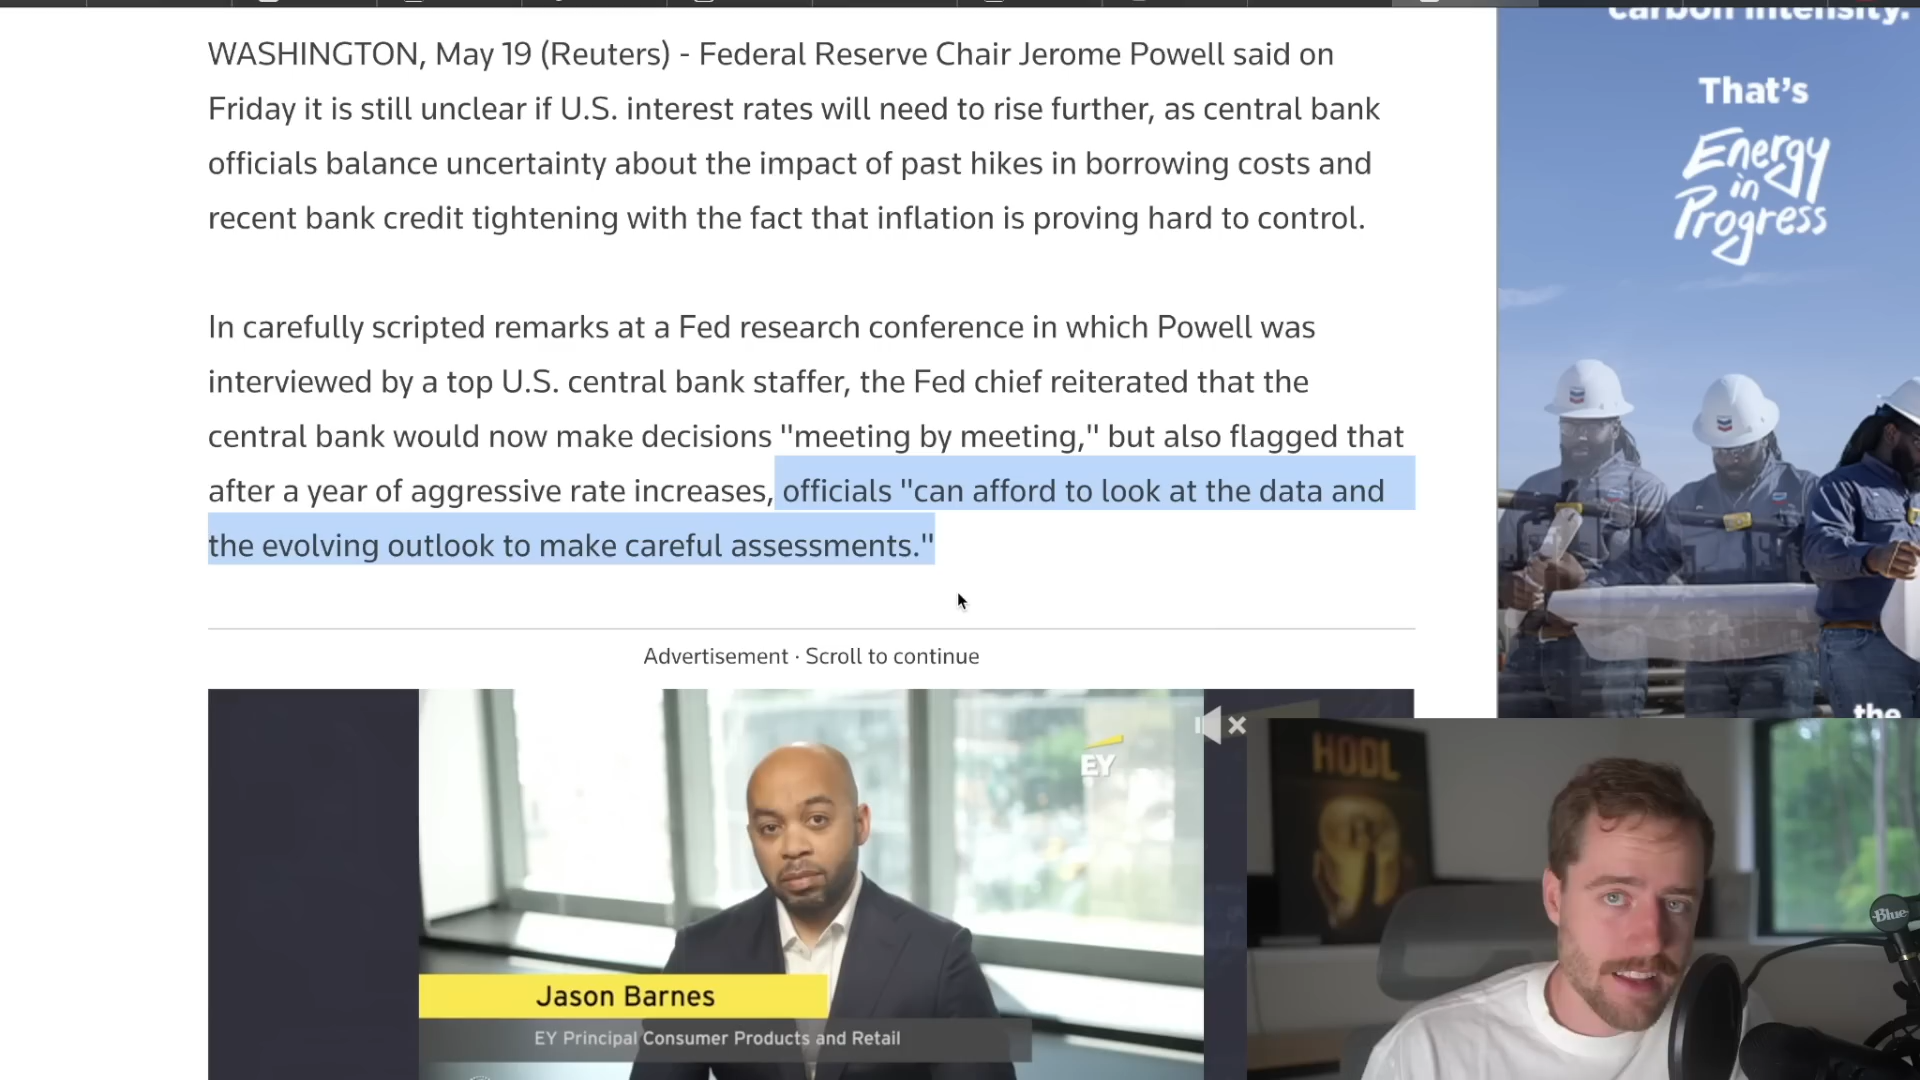 carbon intensity.
WASHINGTON, May 19 (Reuters) - Federal Reserve Chair Jerome Powell said on
Friday it is still unclear if U.S. interest rates will need to rise further, as central bank
officials balance uncertainty about the impact of past hikes in borrowing costs and
recent bank credit tightening with the fact that inflation is proving hard to control.
In carefully scripted remarks at a Fed research conference in which Powell was
interviewed by a top U.S. central bank staffer, the Fed chief reiterated that the
central bank would now make decisions "meeting by meeting," but also flagged that
after a year of aggressive rate increases, officials "can afford to look at the data and
the evolving outlook to make careful assessments."
That's
Energy
in
Progress
the
Advertisement · Scroll to continue
EY
Jason Barnes
EY Principal Consumer Products and Retail
HODL
Blue